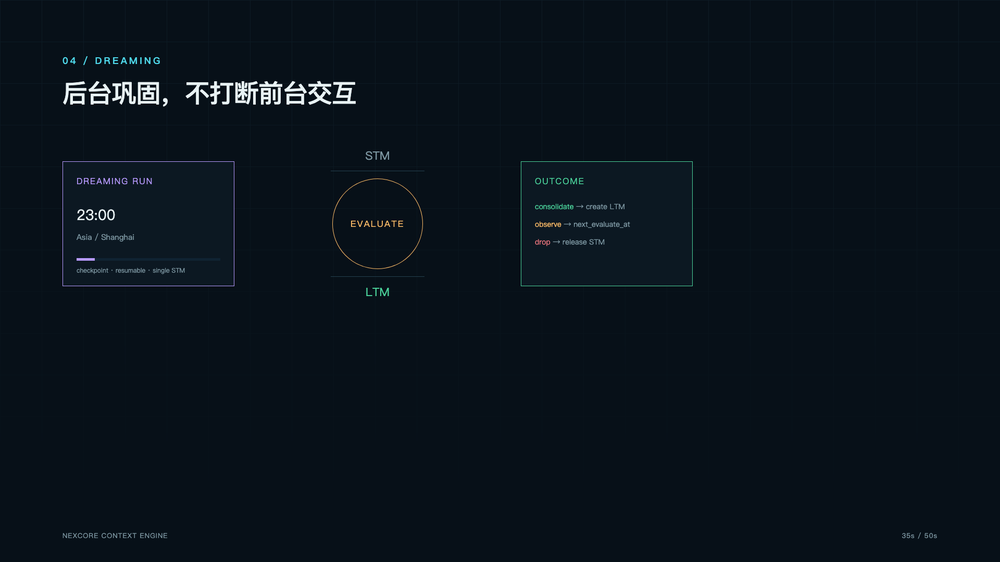 04 / DREAMING
后台巩固，不打断前台交互
DREAMING RUN
23:00
Asia / Shanghai
checkpoint · resumable · single STM
STM
EVALUATE
LTM
OUTCOME
consolidate → create LTM
observe → next_evaluate_at
drop → release STM
NEXCORE CONTEXT ENGINE
35s / 50s